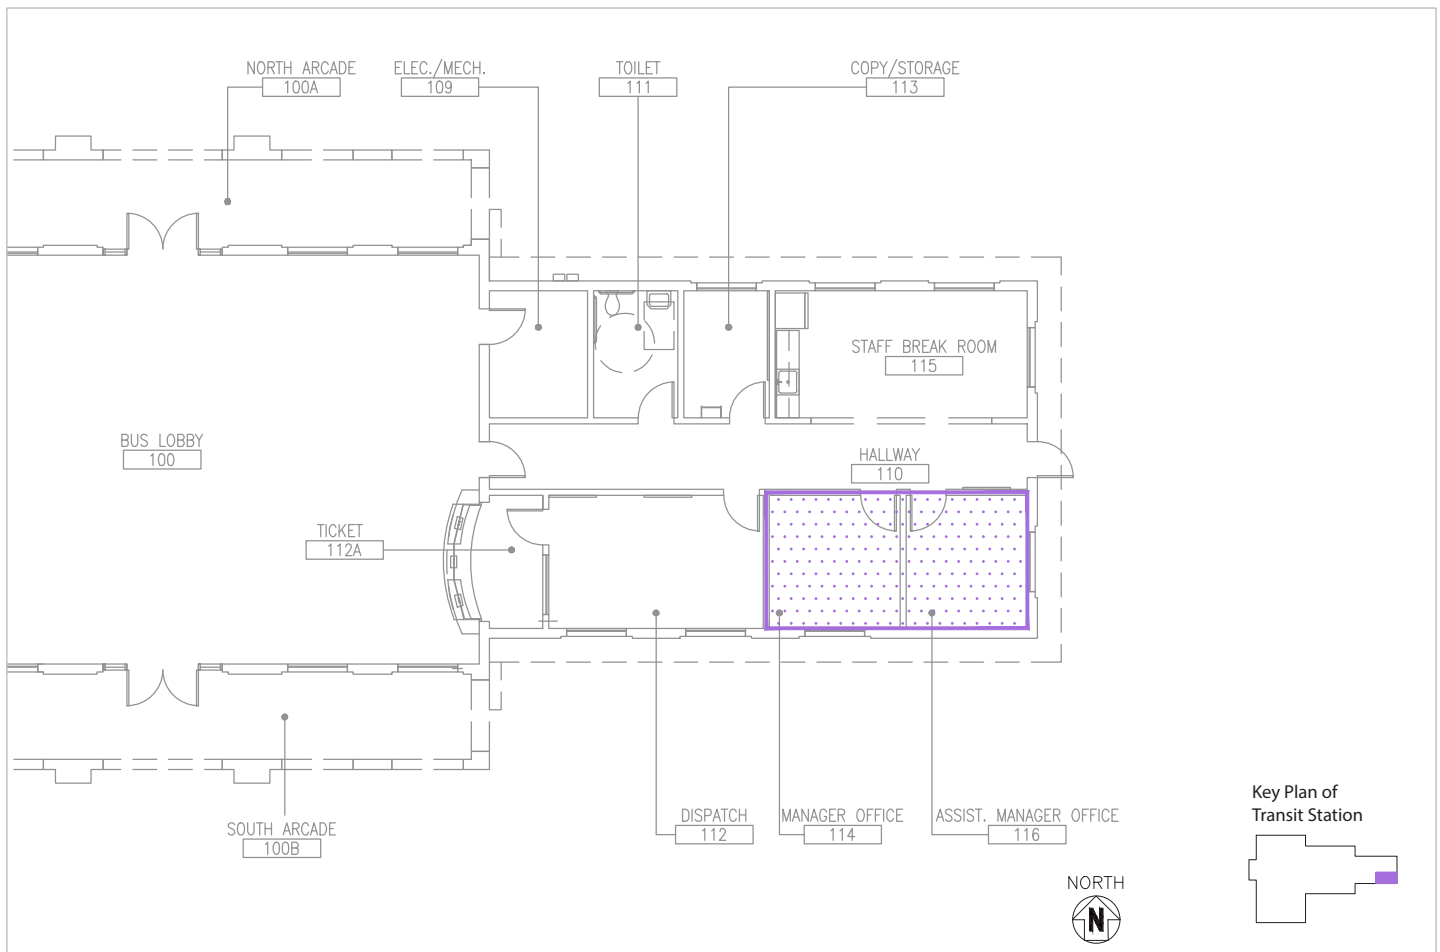 NORTH ARCADE
100A
ELEC./MECH.
109
TOILET
111
COPY/STORAGE
113
STAFF BREAK ROOM
115
BUS LOBBY
100
HALLWAY
110
TICKET
112A
SOUTH ARCADE
100B
DISPATCH
112
MANAGER OFFICE
114
ASSIST. MANAGER OFFICE
116
NORTH
N
Key Plan of
Transit Station